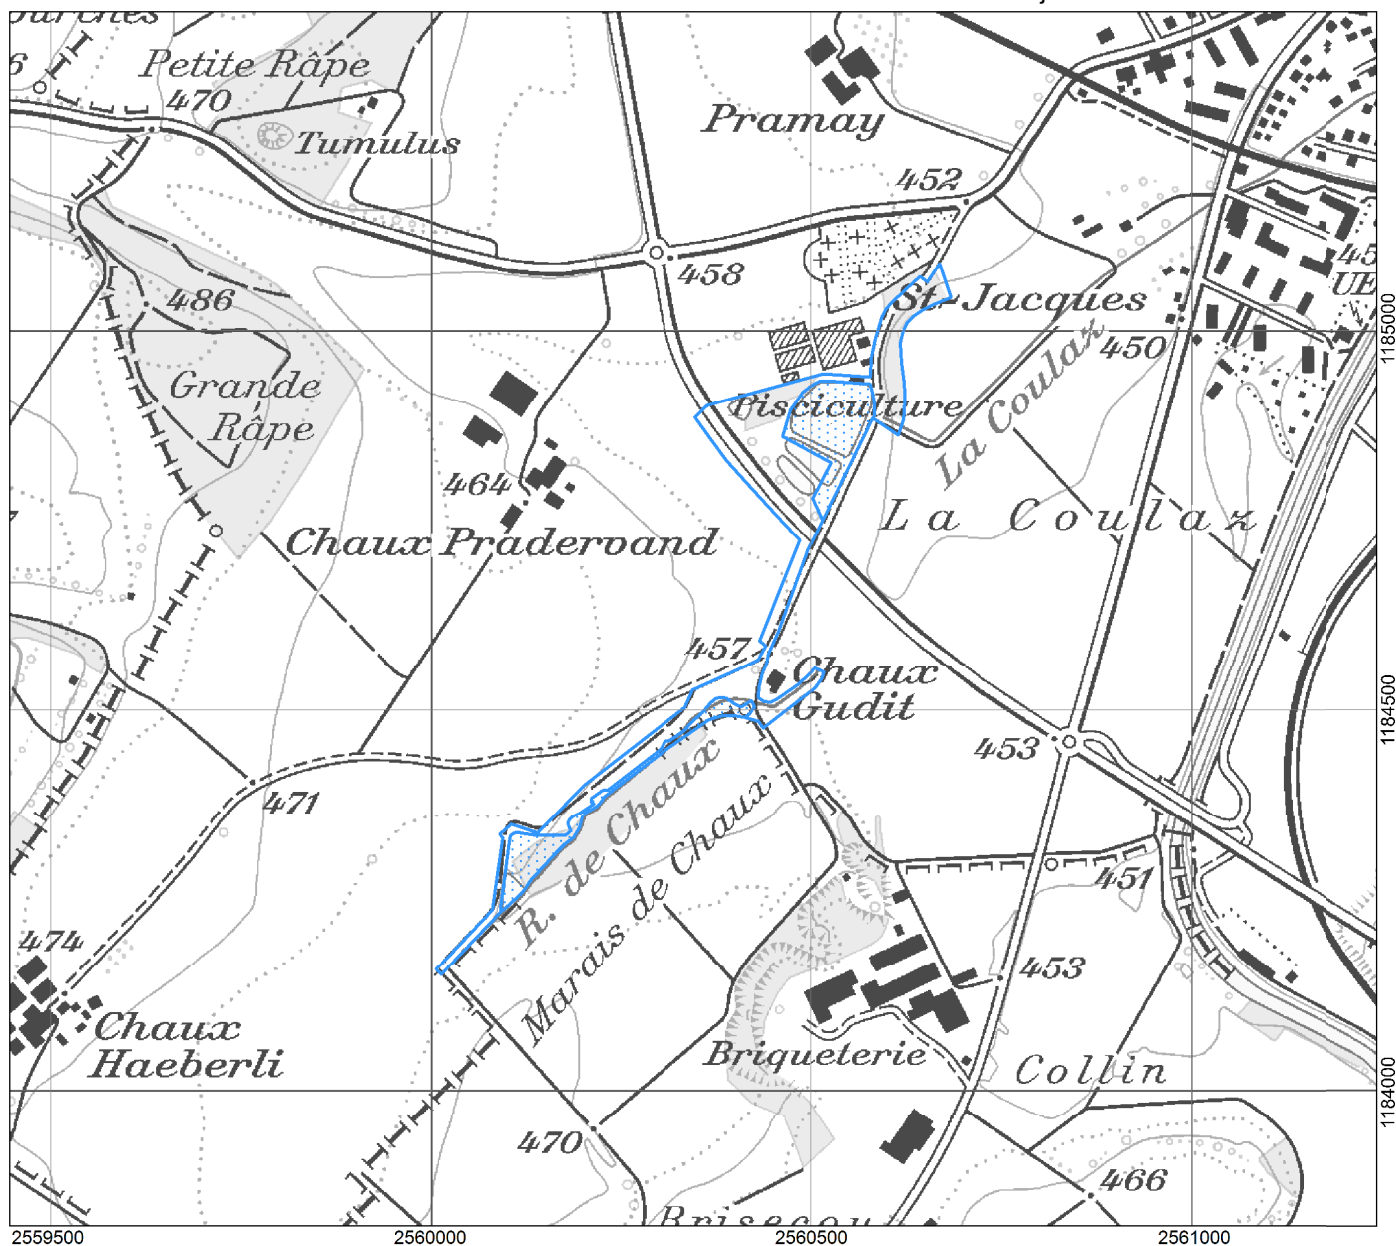 Petite Râpe
470
Tumulus
Pramay
452
458
486
St-Jacques
UE
450
Grande
Râpe
Pisciculture
La Coulaz
464
La Coulaz
Chaux Pradervand
457
Chaux
Gudit
453
471
R. de Chaux
Marais de Chaux
451
474
453
Chaux
Haeberli
Briqueterie
Collin
470
466
1185000
1184500
1184000
2559500
2560000
2560500
2561000